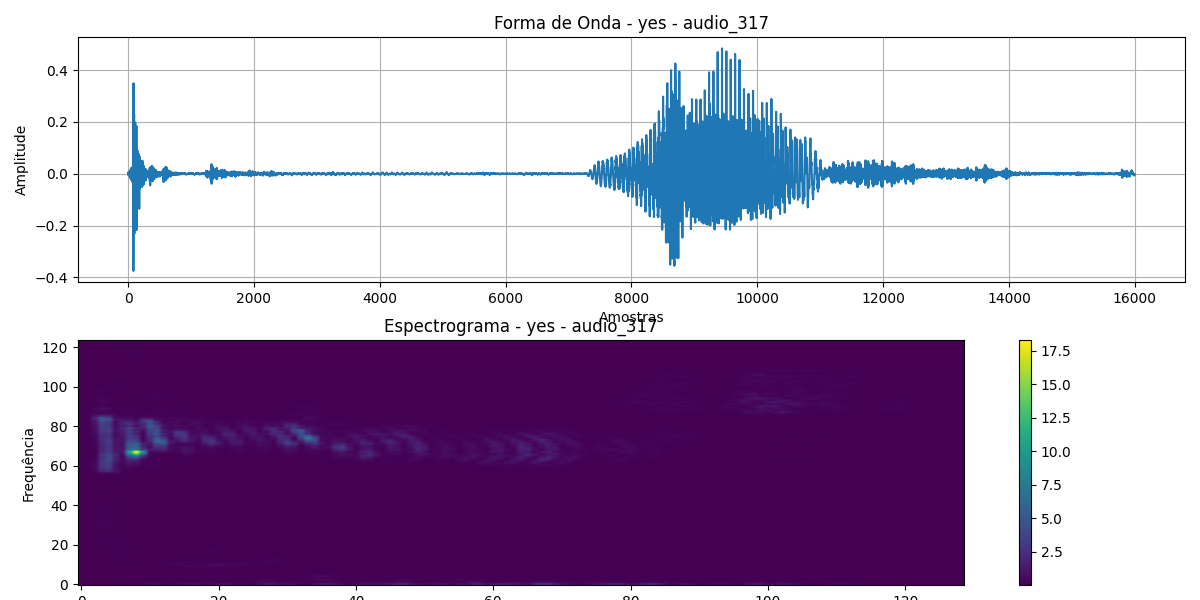 Forma de Onda - yes - audio_317
0.4
0.2
0.0
−0.2
−0.4
Amplitude
0 2000 4000 6000 8000 10000 12000 14000 16000
Amostras
Espectrograma - yes - audio_317
120
100
80
60
40
20
0
Frequência
17.5
15.0
12.5
10.0
7.5
5.0
2.5
0 20 40 60 80 100 120